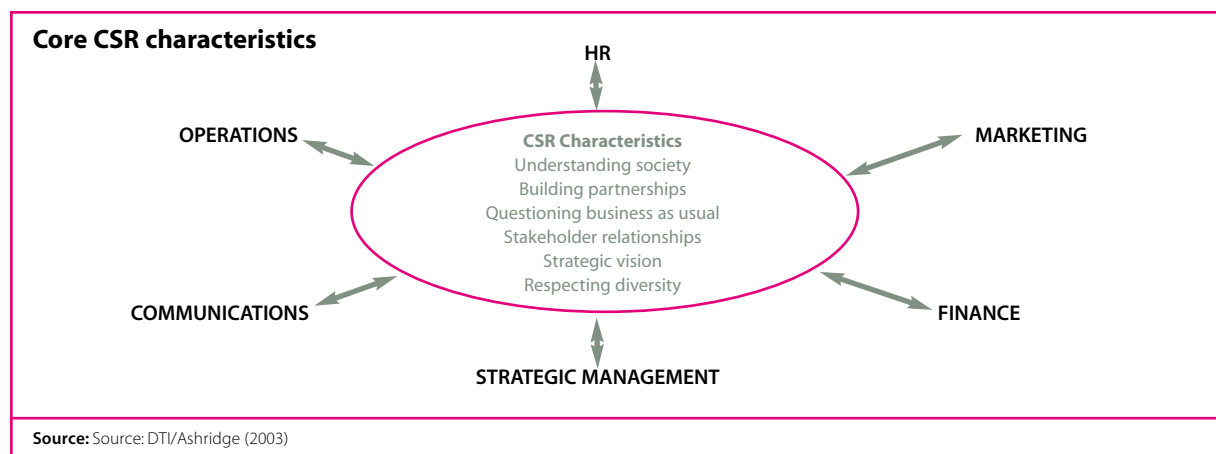 Core CSR characteristics
HR
OPERATIONS
MARKETING
CSR Characteristics
Understanding society
Building partnerships
Questioning business as usual
Stakeholder relationships
Strategic vision
Respecting diversity
COMMUNICATIONS
FINANCE
STRATEGIC MANAGEMENT
Source: Source: DTI/Ashridge (2003)